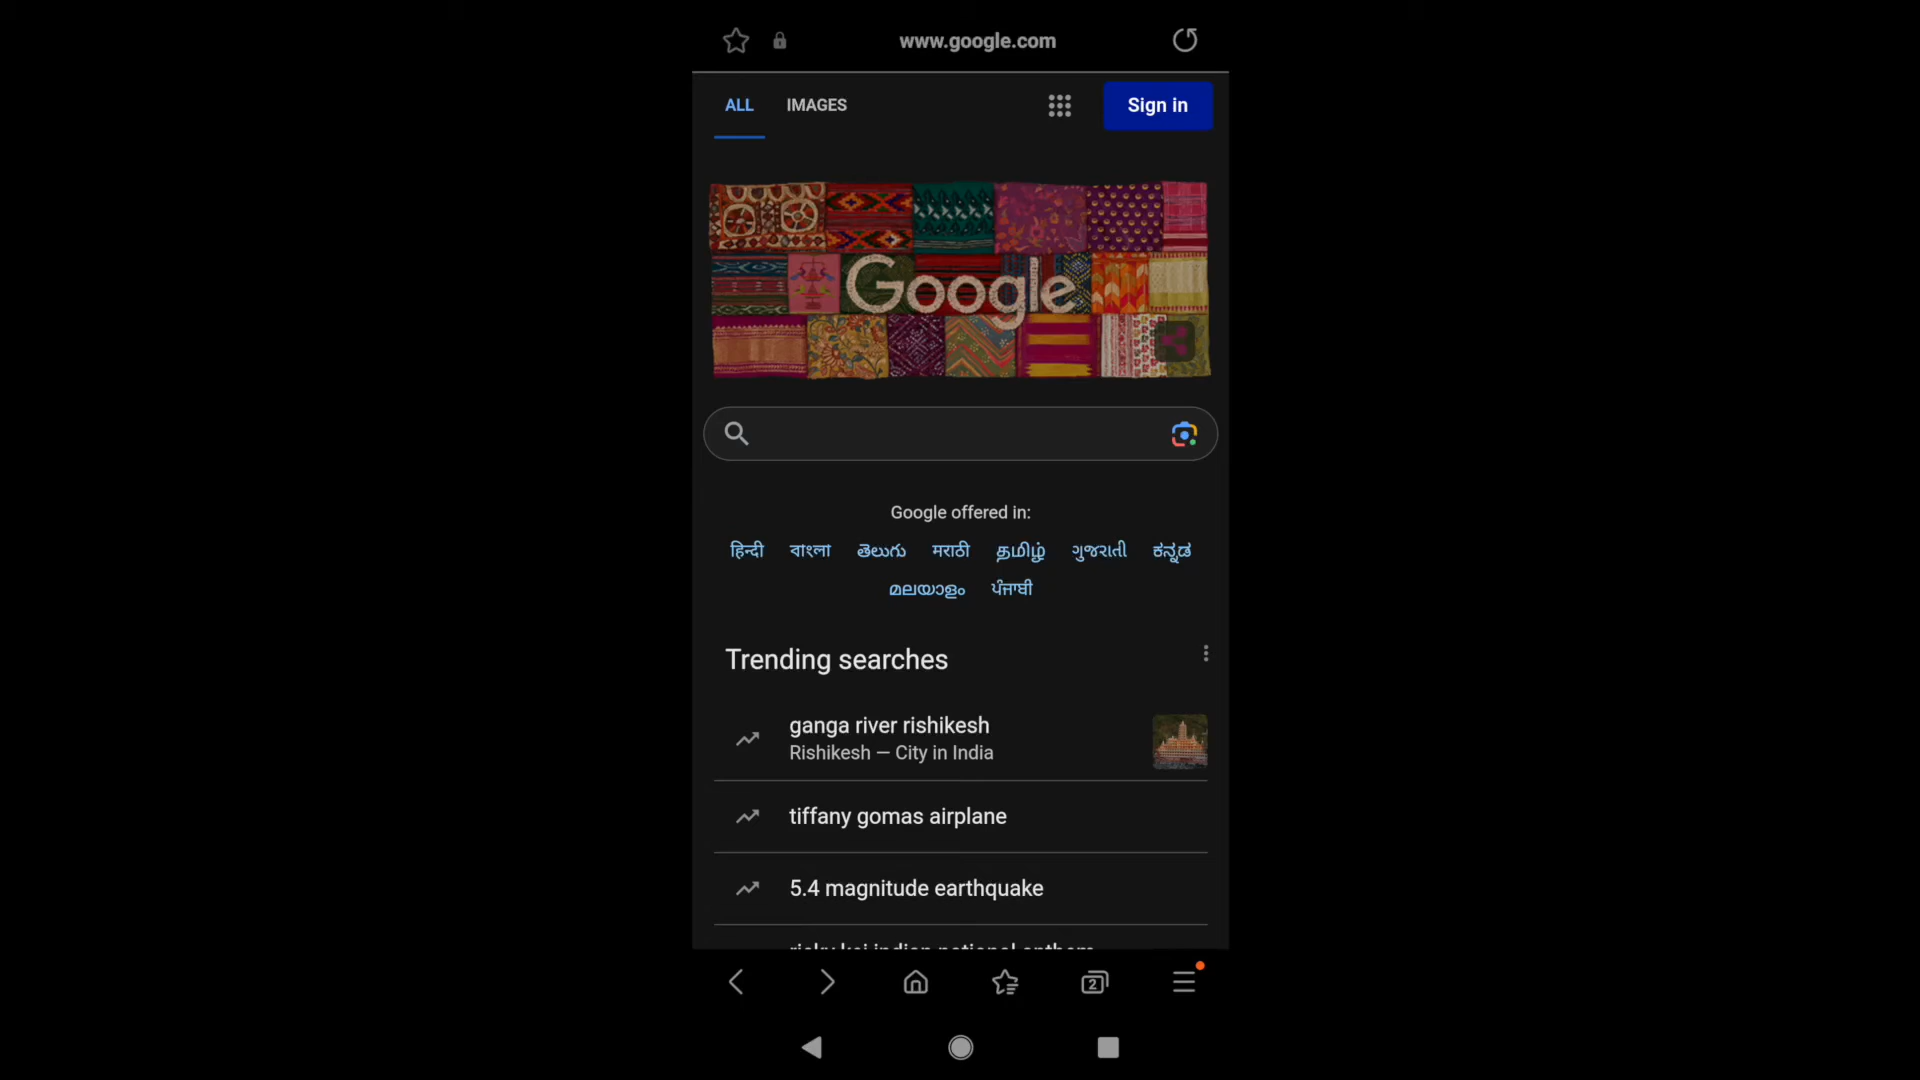 www.google.com
ALL IMAGES Sign in
Google
Google offered in:
हिन्दी বাংলা తెలుగు मराठी தமிழ் ગુજરાતી ಕನ್ನಡ
മലയാളം ਪੰਜਾਬੀ
Trending searches
ganga river rishikesh
Rishikesh — City in India
tiffany gomas airplane
5.4 magnitude earthquake
2